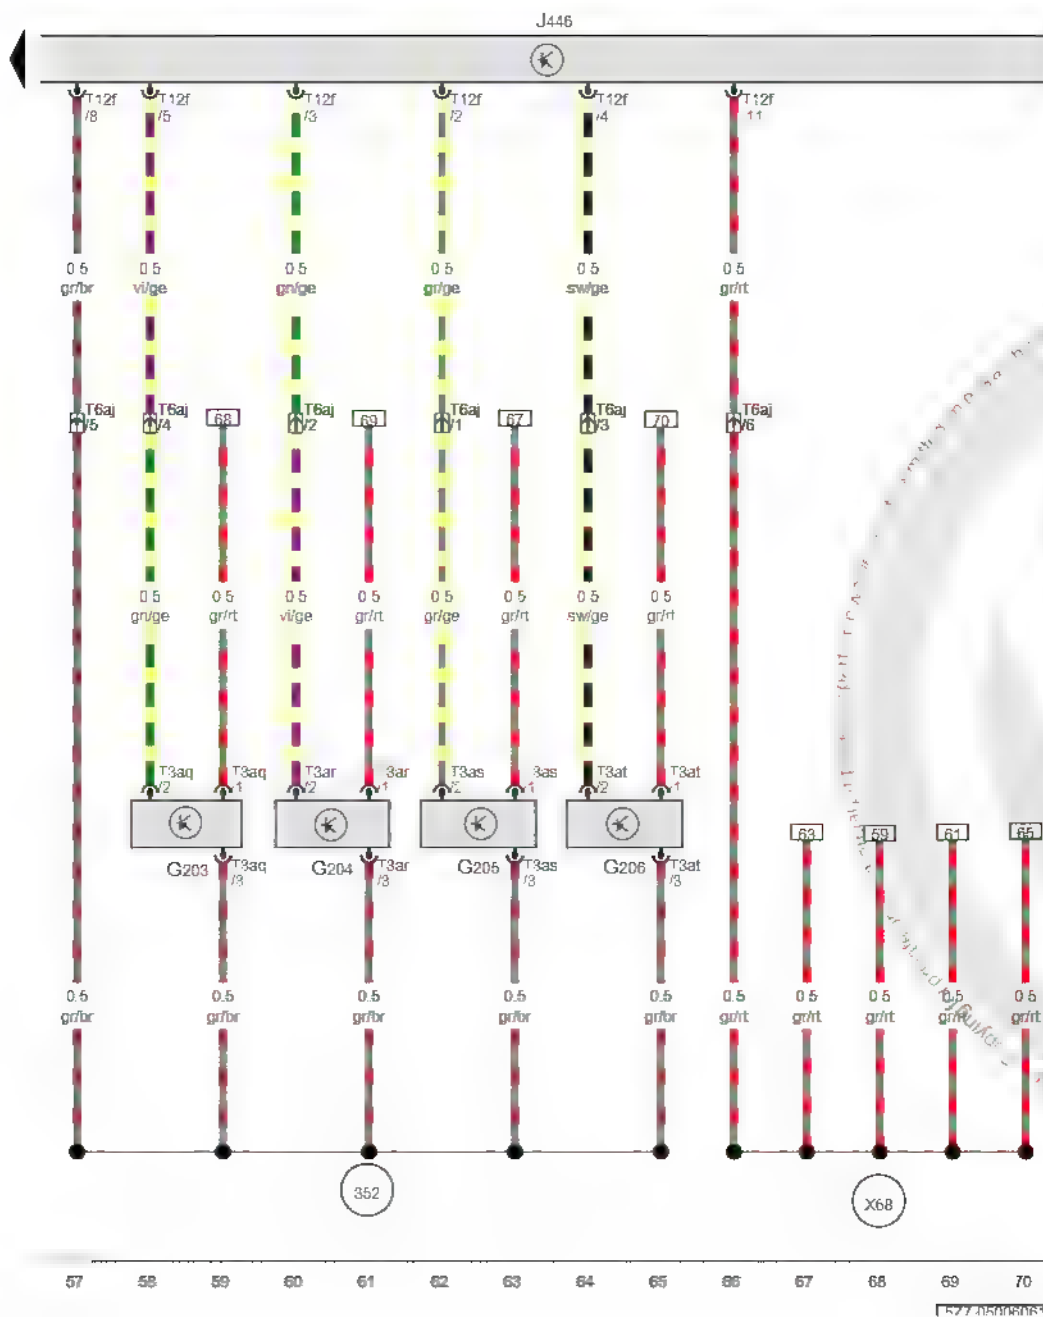 J446
T12f T12f T12f T12f T12f T12f
/8 /5 /3 /2 /4 11
0 5 0 5 0 5 0 5 0 5 0 5
gr/br vi/ge gn/ge gr/ge sw/ge gr/rt
T6aj T6aj T6aj T6aj T6aj T6aj
/5 /4 68 /2 69 /1 67 /3 70 /6
0 5 0 5 0 5 0 5 0 5 0 5 0 5 0 5
gn/ge gr/rt vi/ge gr/rt gr/ge gr/rt sw/ge gr/rt
T3aq T3aq T3ar 3ar T3as 3as T3at T3at
/2 1 /2 1 /2 1 /2 1
63 59 61 65
G203 T3aq G204 T3ar G205 T3as G206 T3at
/3 /3 /3 /3
0.5 0.5 0.5 0.5 0.5 0 5 0 5 0 5 0 5 0 5
gr/br gr/br gr/br gr/br gr/br gr/rt gr/rt gr/rt gr/rt gr/rt
352 X68
57 58 59 60 61 62 63 64 65 66 67 68 69 70